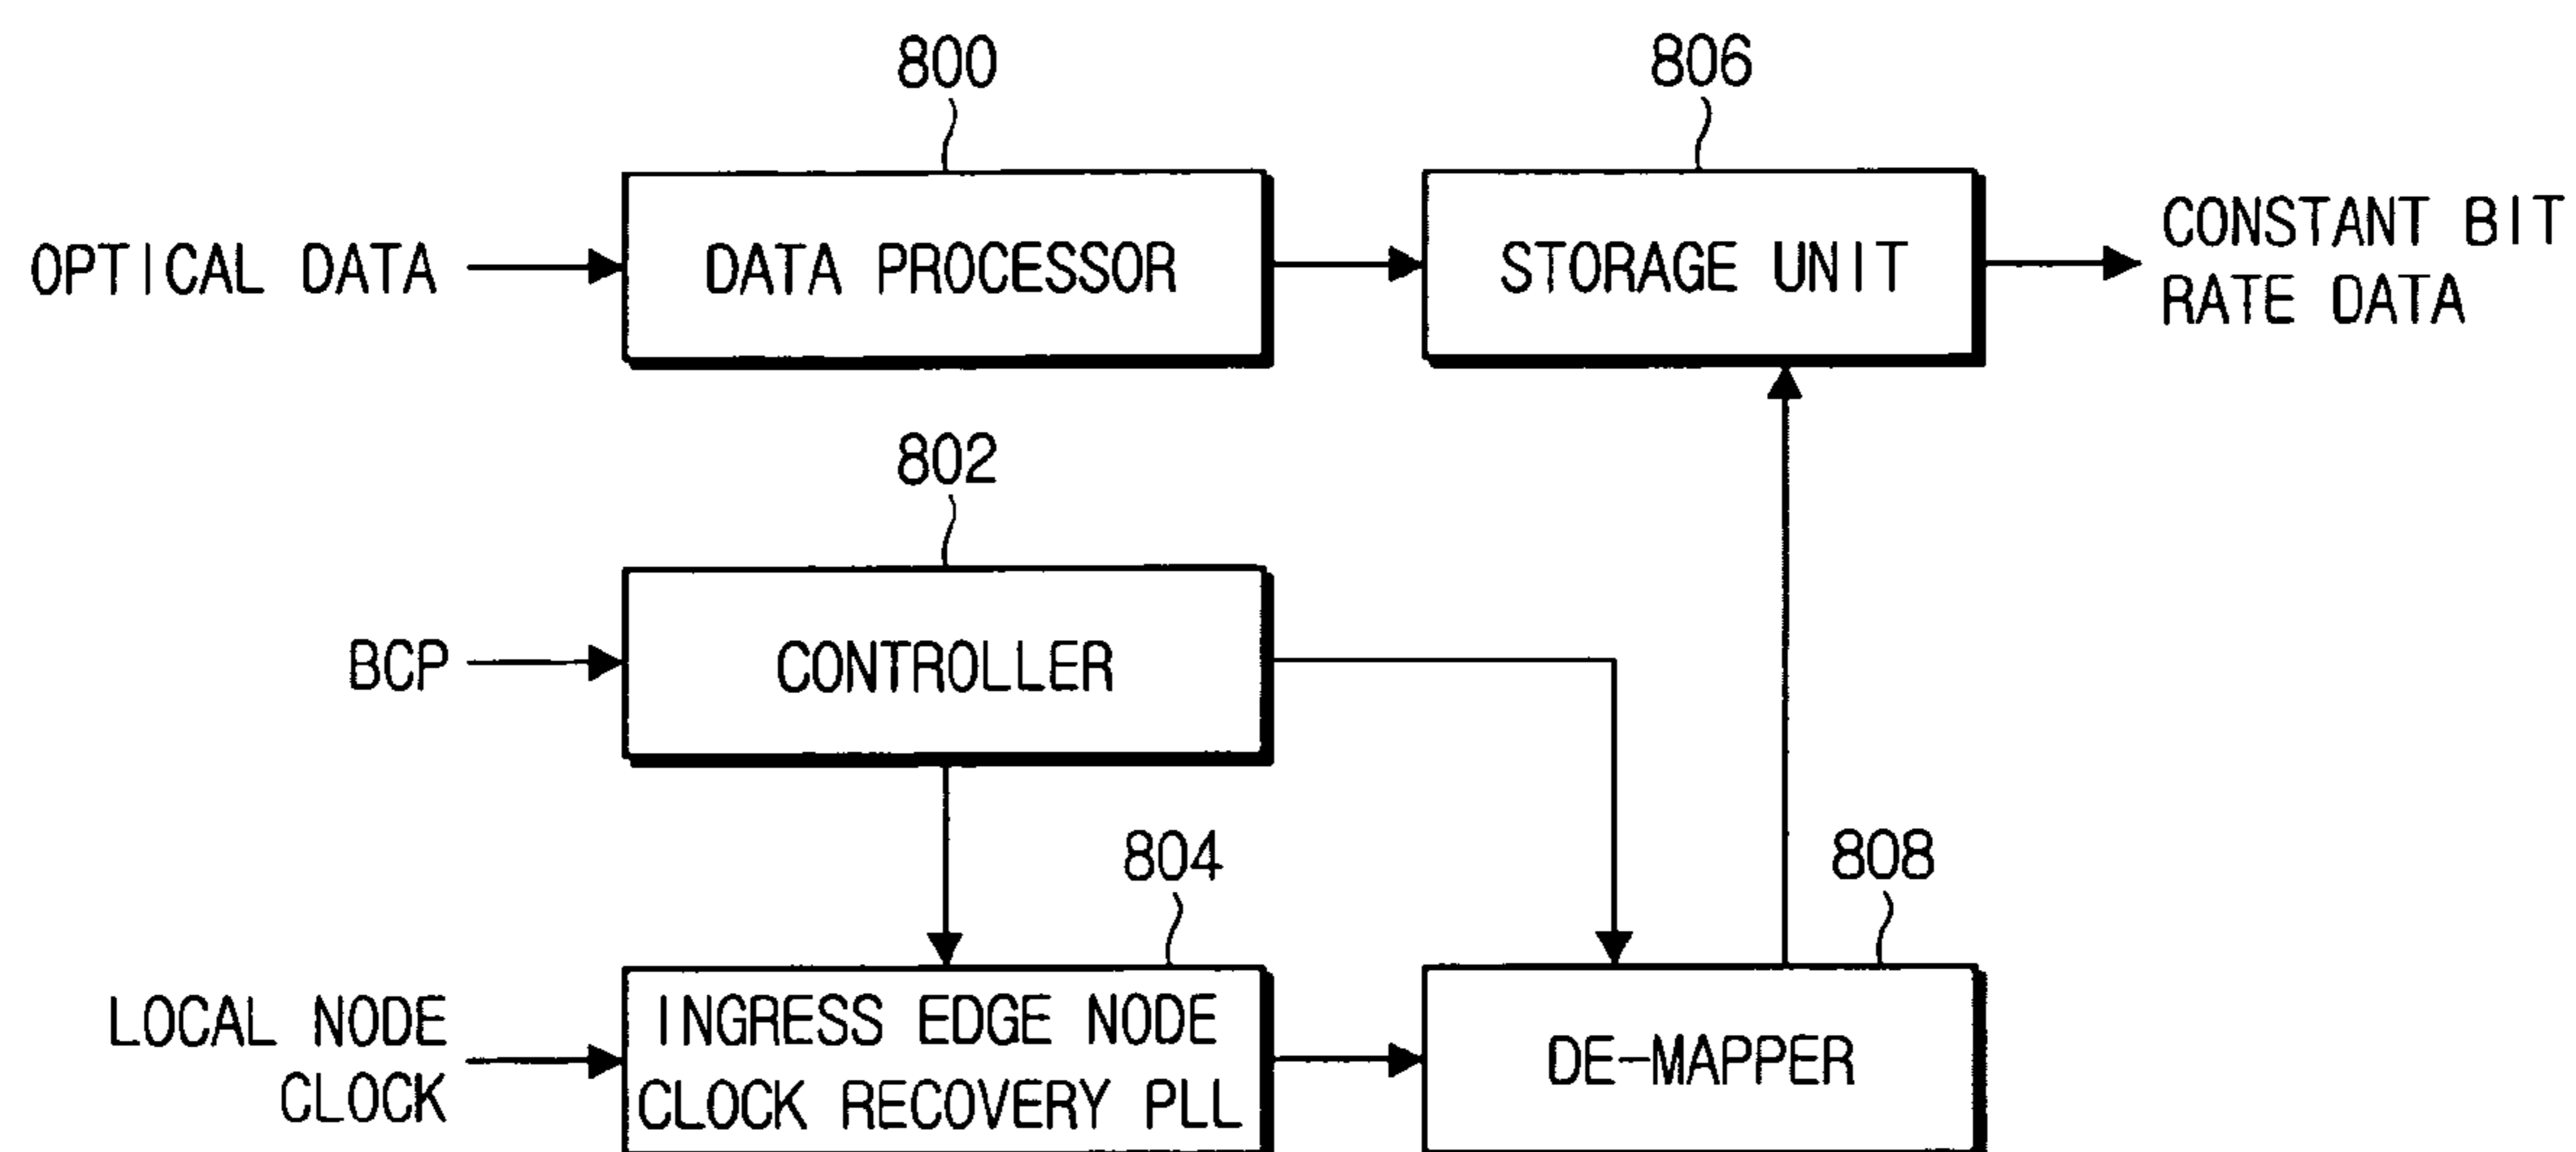 800
806
OPTICAL DATA
DATA PROCESSOR
STORAGE UNIT
CONSTANT BIT
RATE DATA
802
BCP
CONTROLLER
804
808
LOCAL NODE
CLOCK
INGRESS EDGE NODE
CLOCK RECOVERY PLL
DE-MAPPER